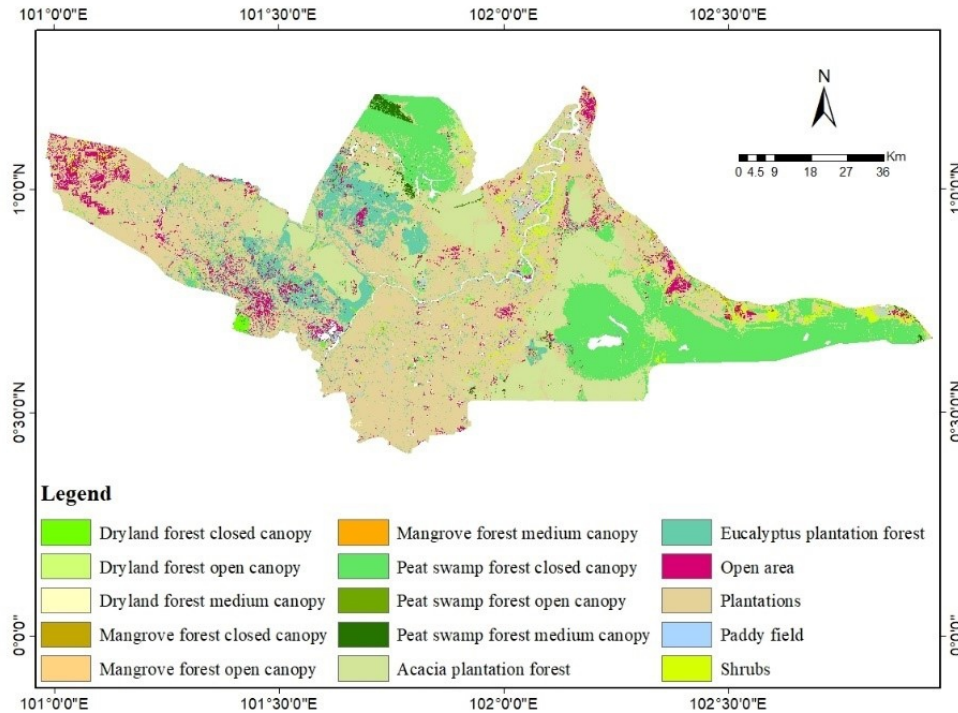 101°0'0"E 101°30'0"E 102°0'0"E 102°30'0"E
N
Km
0 4.5 9 18 27 36
1°0'0"N 1°0'0"N
0°30'0"N 0°30'0"N
0°0'0" 0°0'0"
Legend
Dryland forest closed canopy
Dryland forest open canopy
Dryland forest medium canopy
Mangrove forest closed canopy
Mangrove forest open canopy
Mangrove forest medium canopy
Peat swamp forest closed canopy
Peat swamp forest open canopy
Peat swamp forest medium canopy
Acacia plantation forest
Eucalyptus plantation forest
Open area
Plantations
Paddy field
Shrubs
101°0'0"E 101°30'0"E 102°0'0"E 102°30'0"E